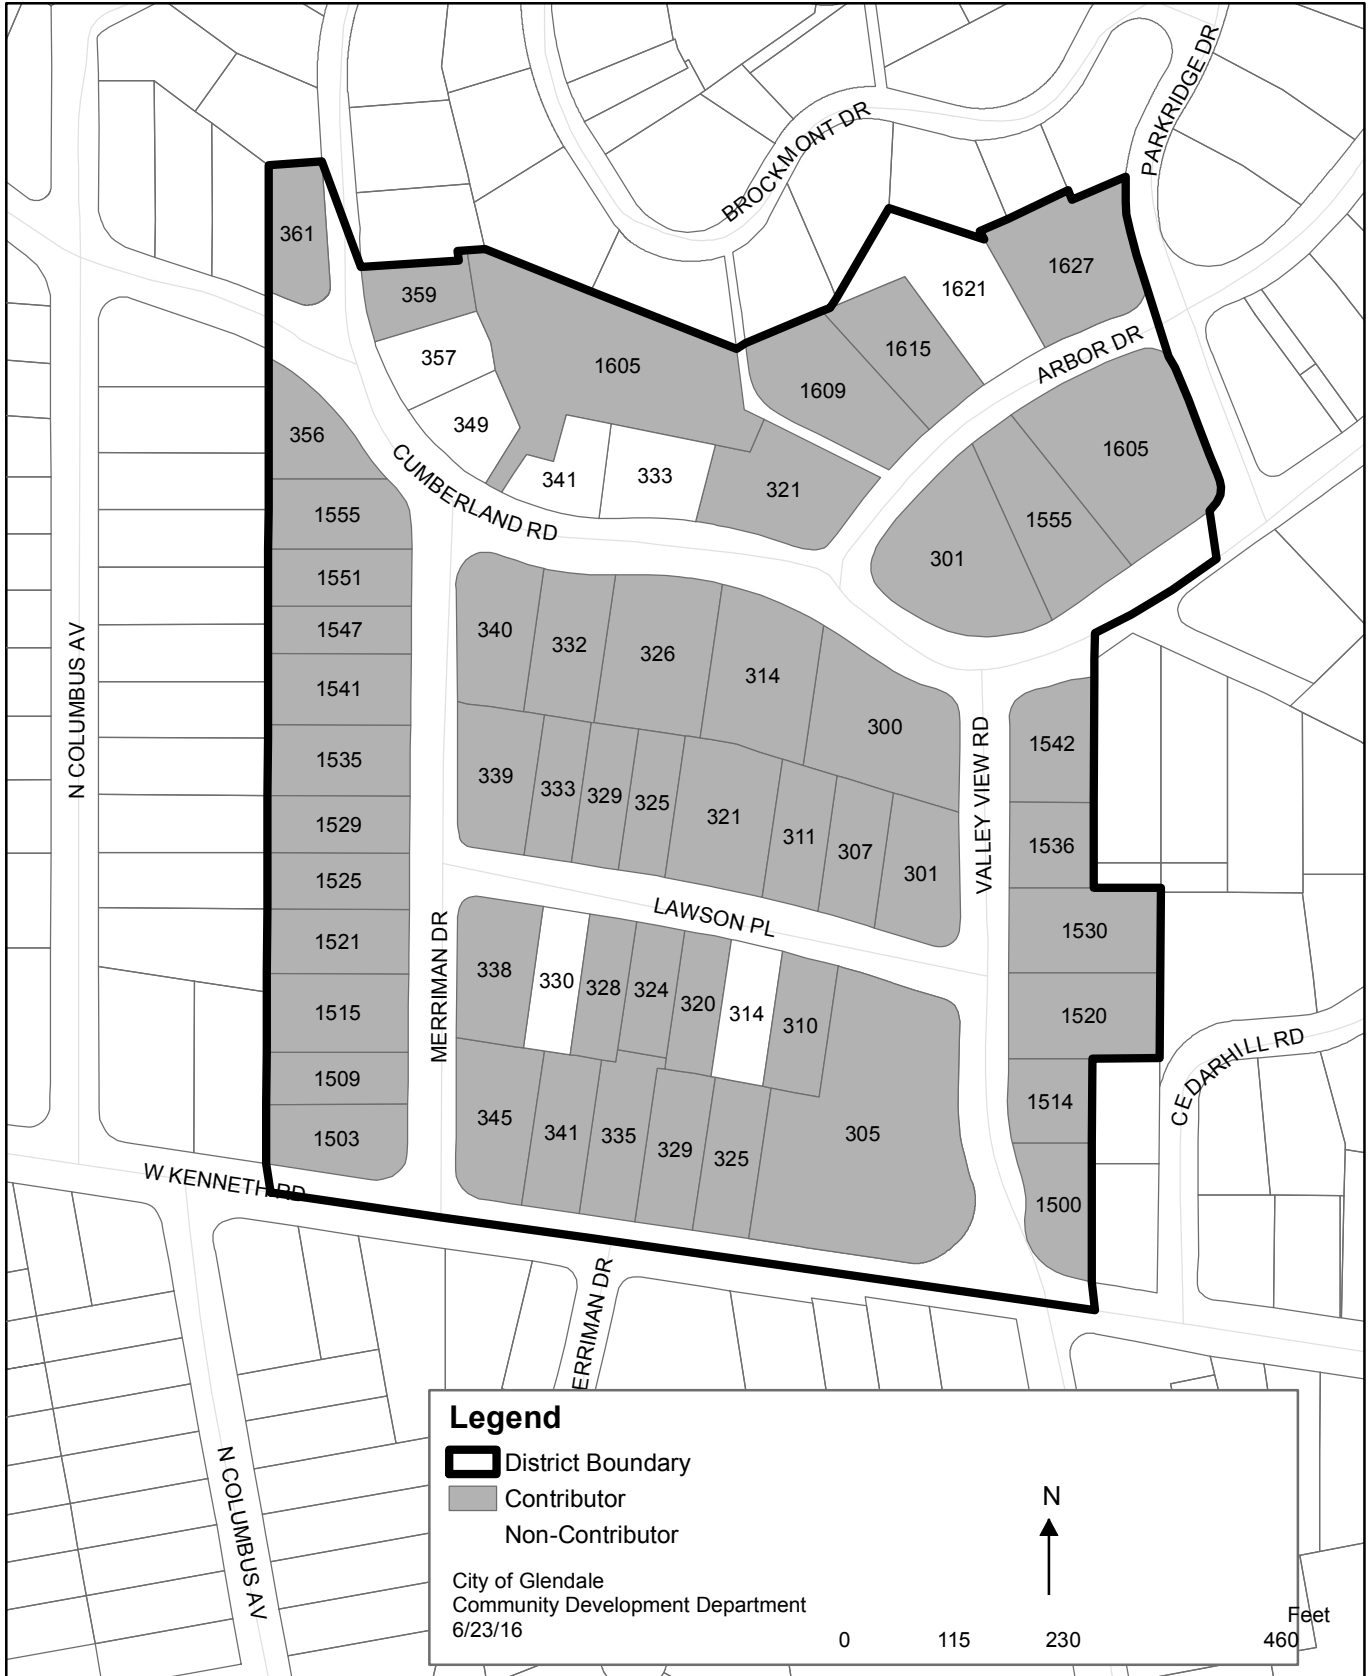 PARKRIDGE DR
BROCKMONT DR
361
1627
359
1621
357
1605
1615
ARBOR DR
1609
349
356
CUMBERLAND RD
341
333
321
1605
1555
1555
301
1551
1547
340
332
326
314
1541
300
1542
N COLUMBUS AV
1535
339
333
329
325
321
311
307
301
VALLEY VIEW RD
1529
1536
1525
LAWSON PL
1521
MERRIMAN DR
1530
338
330
328
324
320
314
310
1515
1520
CEDARHILL RD
1509
1514
345
341
335
329
325
305
1503
W KENNETH RD
1500
ERRIMAN DR
N COLUMBUS AV
Legend
District Boundary
Contributor
Non-Contributor
N
City of Glendale
Community Development Department
6/23/16
Feet
0 115 230 460